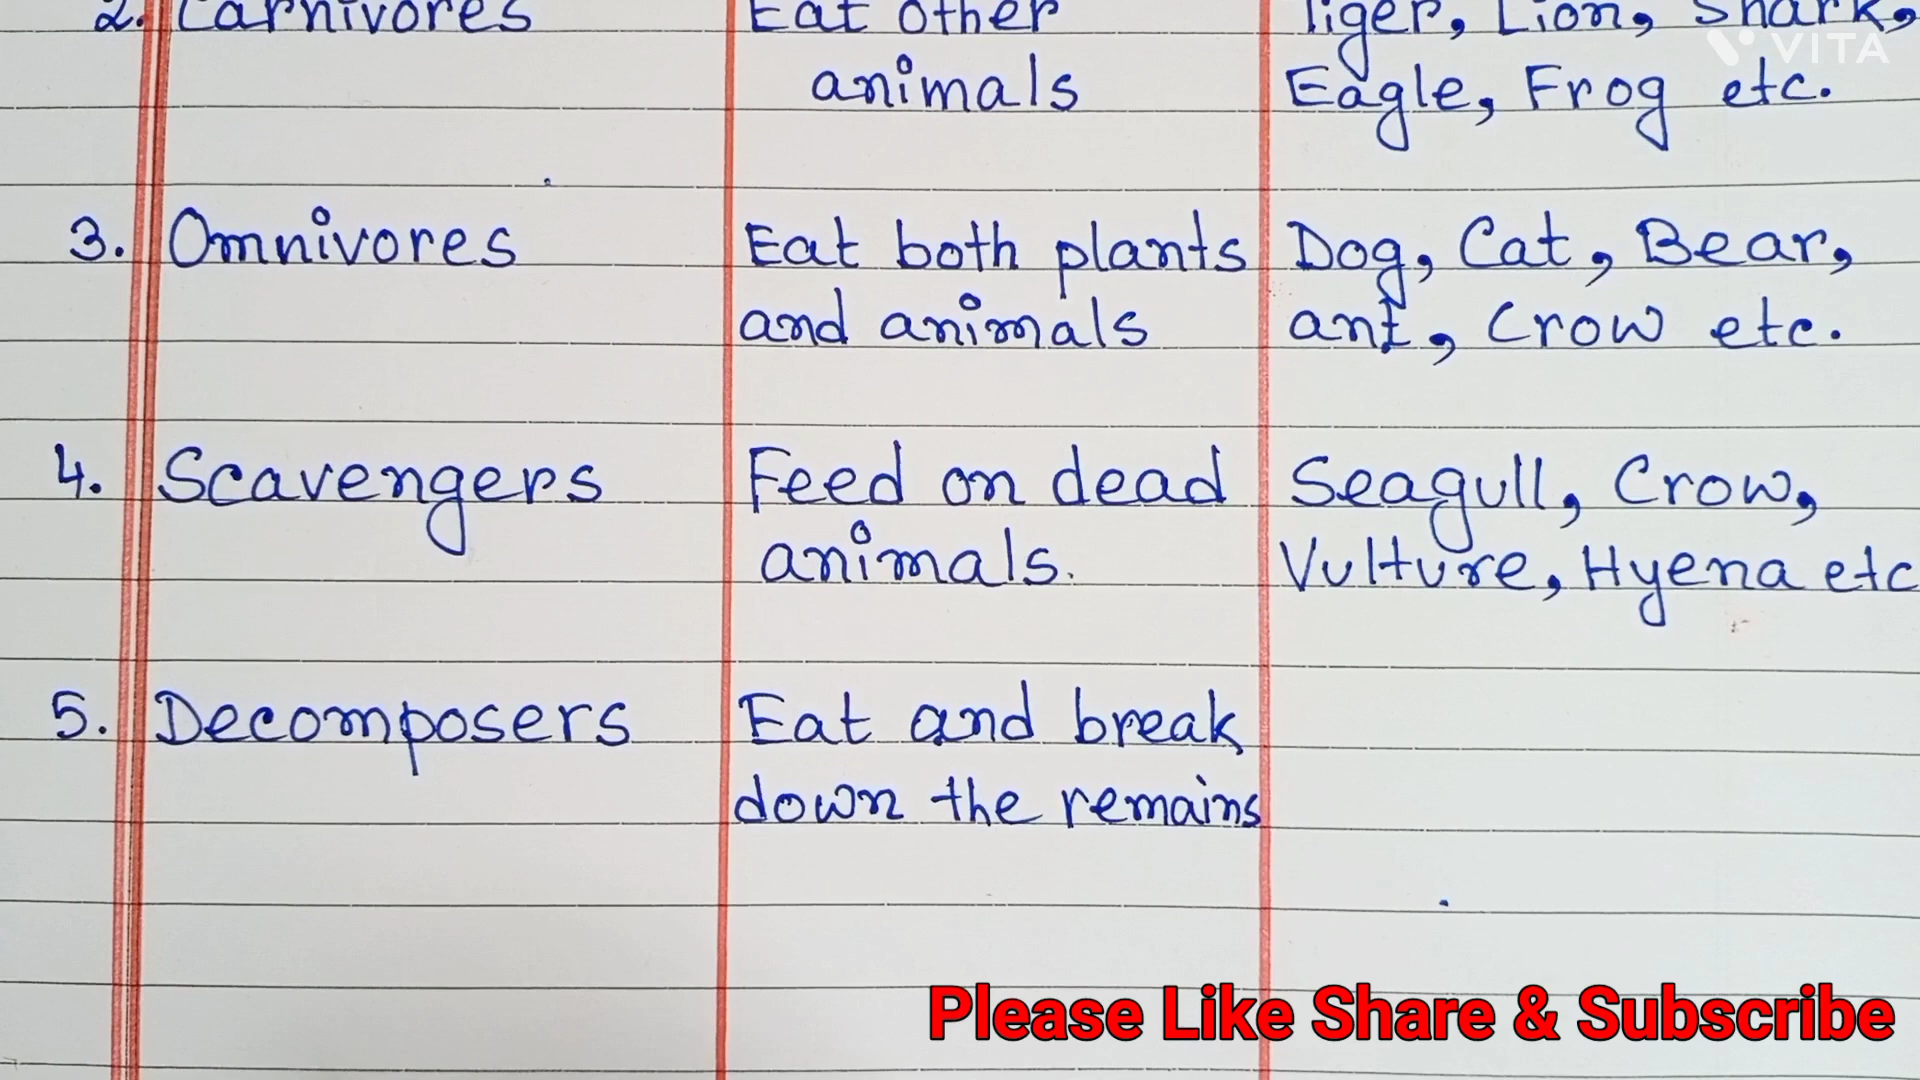 2. Carnivores Eat other Tiger, Lion, Shark,
animals Eagle, Frog etc.
3. Omnivores Eat both plants Dog, Cat, Bear,
and animals ant, Crow etc.
4. Scavengers Feed on dead Seagull, Crow,
animals. Vulture, Hyena etc
5. Decomposers Eat and break
down the remains
Please Like Share & Subscribe
VITA